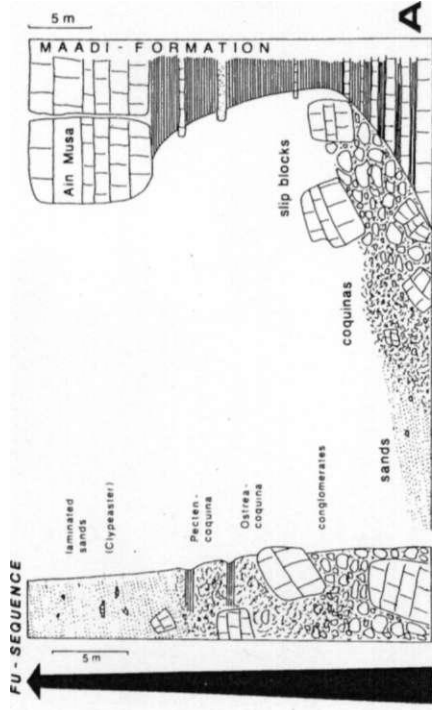 5 m
A
MAADI-FORMATION
Ain Musa
slip blocks
coquinas
sands
laminated
sands
(Clypeaster)
Pecten-
coquina
Ostrea-
coquina
conglomerates
FU-SEQUENCE
5 m